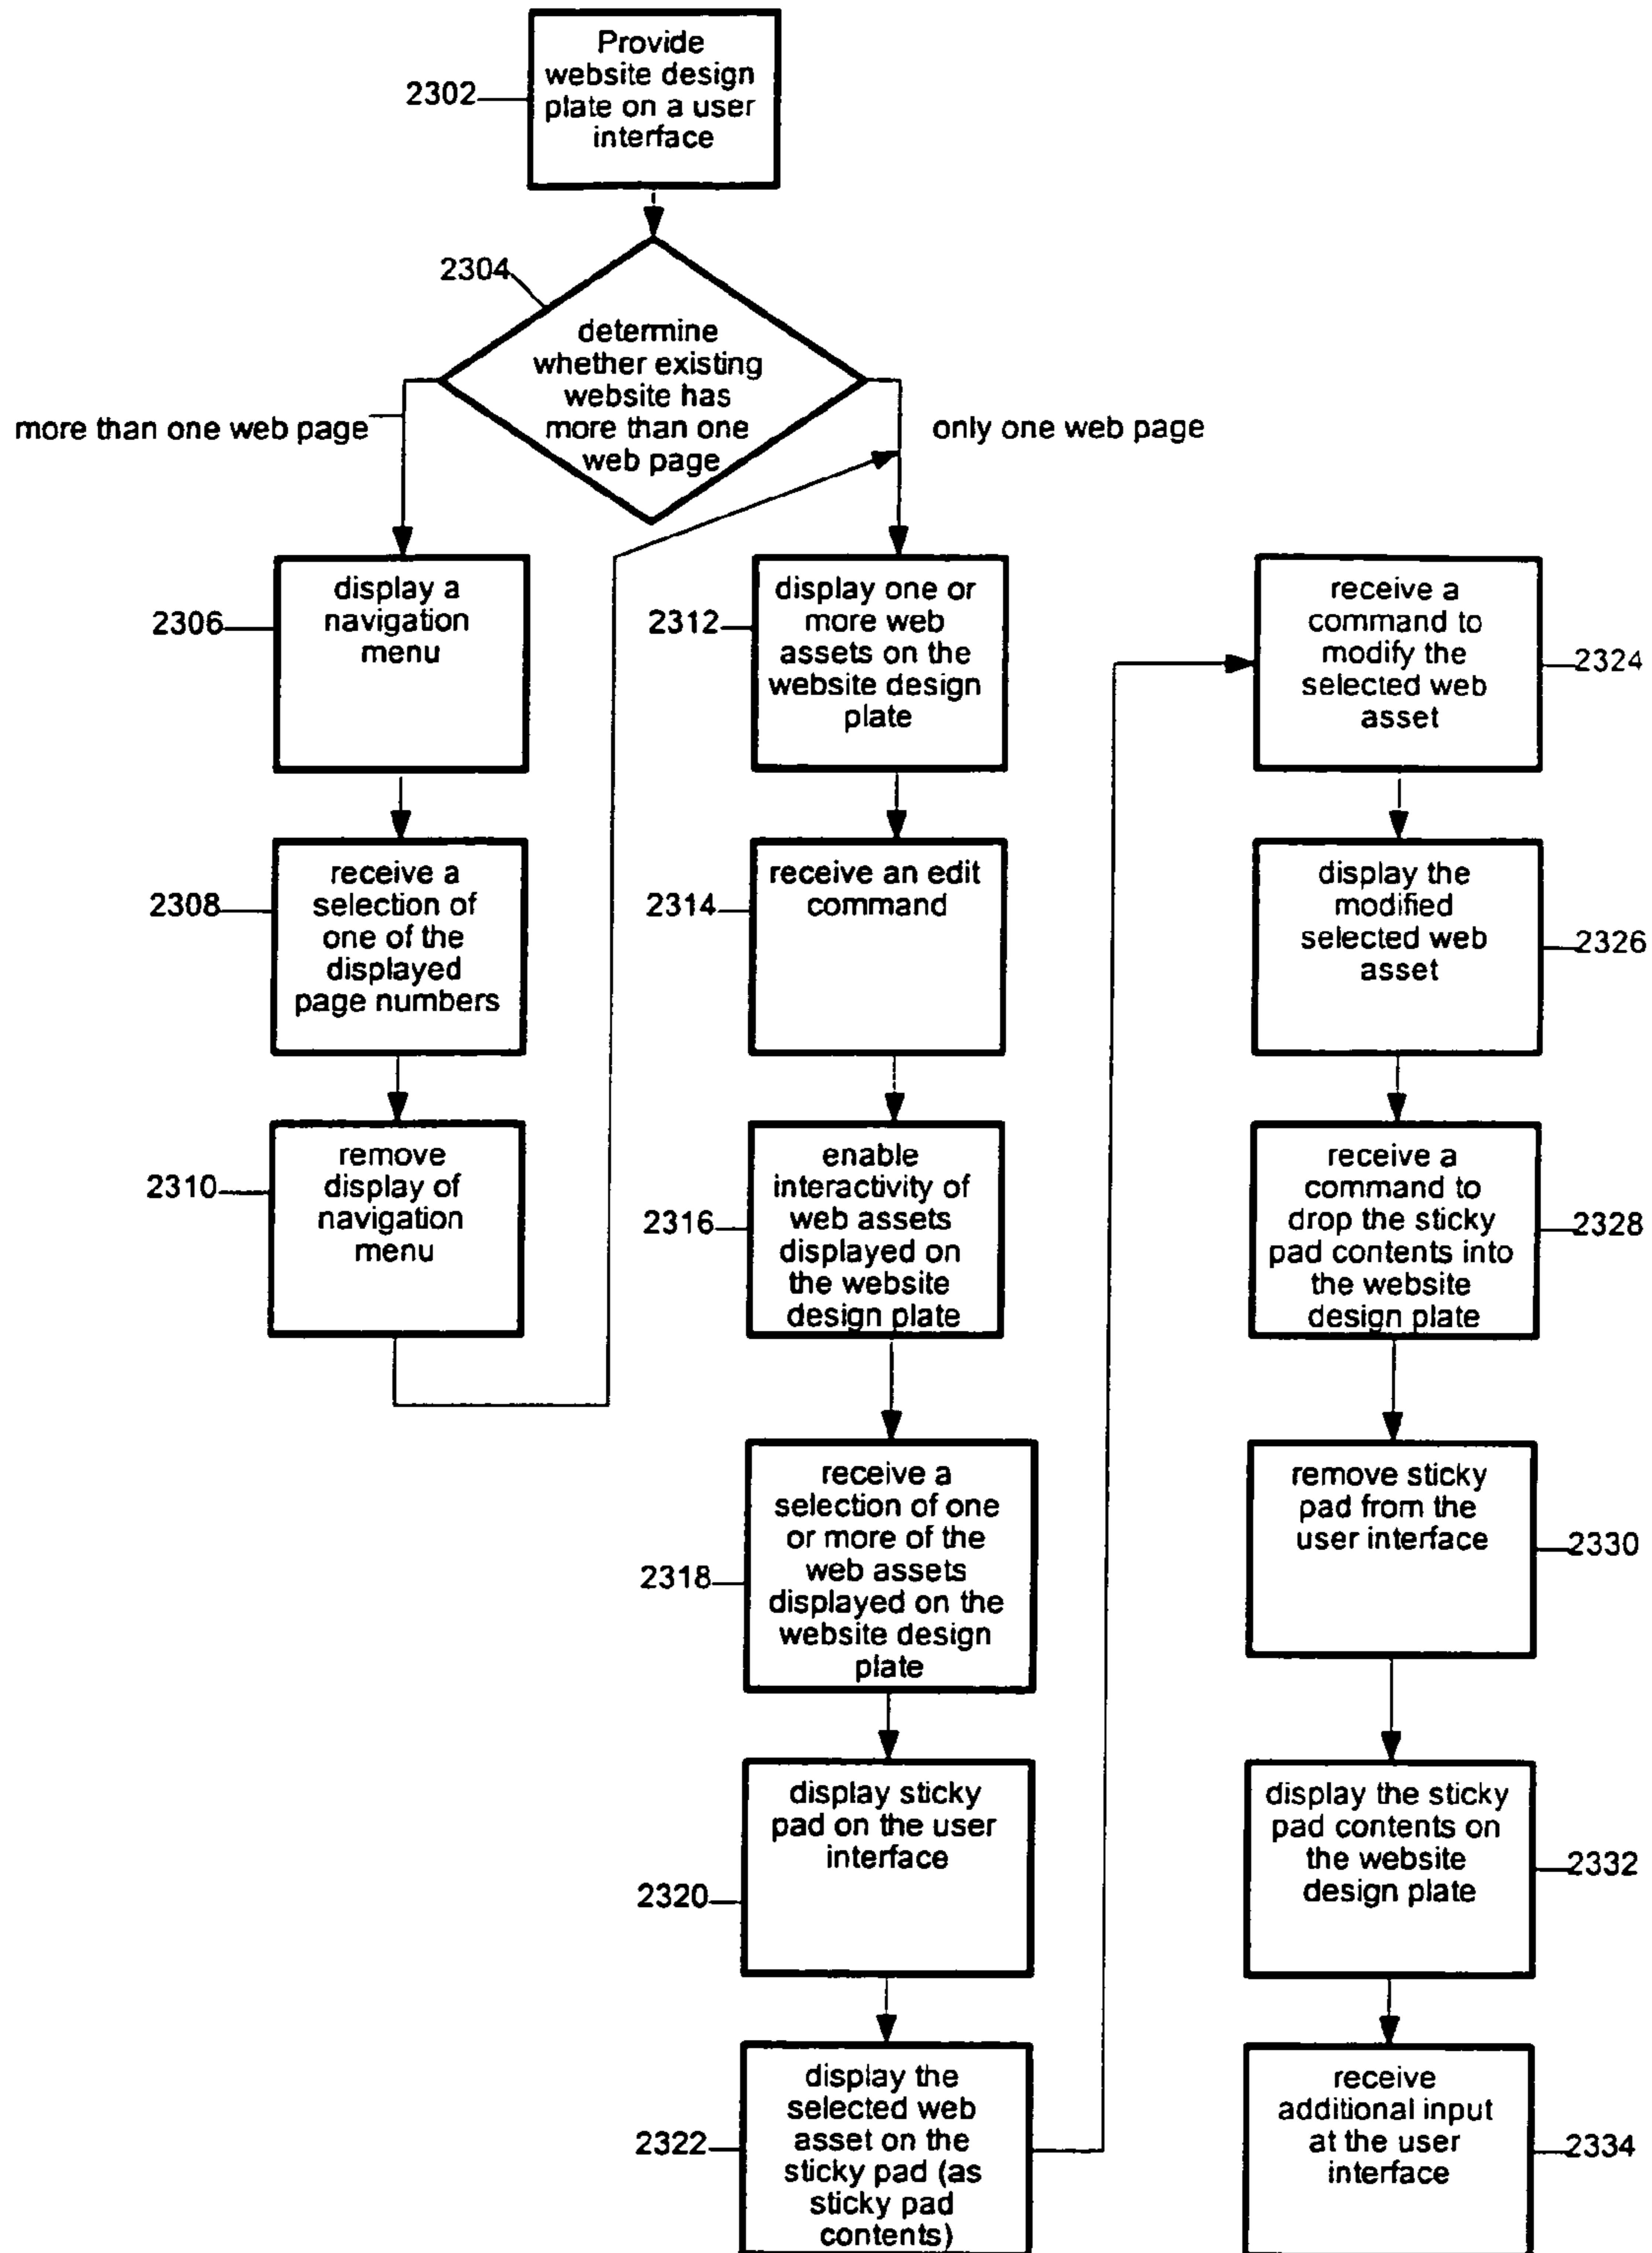 Provide
website design
plate on a user
interface
2302
2304
determine
whether existing
website has
more than one
web page
more than one web page
only one web page
display a
navigation
menu
2306
receive a
selection of
one of the
displayed
page numbers
2308
remove
display of
navigation
menu
2310
display one or
more web
assets on the
website design
plate
2312
receive an edit
command
2314
enable
interactivity of
web assets
displayed on
the website
design plate
2316
receive a
selection of one
or more of the
web assets
displayed on the
website design
plate
2318
display sticky
pad on the user
interface
2320
display the
selected web
asset on the
sticky pad (as
sticky pad
contents)
2322
receive a
command to
modify the
selected web
asset
2324
display the
modified
selected web
asset
2326
receive a
command to
drop the sticky
pad contents into
the website
design plate
2328
remove sticky
pad from the
user interface
2330
display the sticky
pad contents on
the website
design plate
2332
receive
additional input
at the user
interface
2334